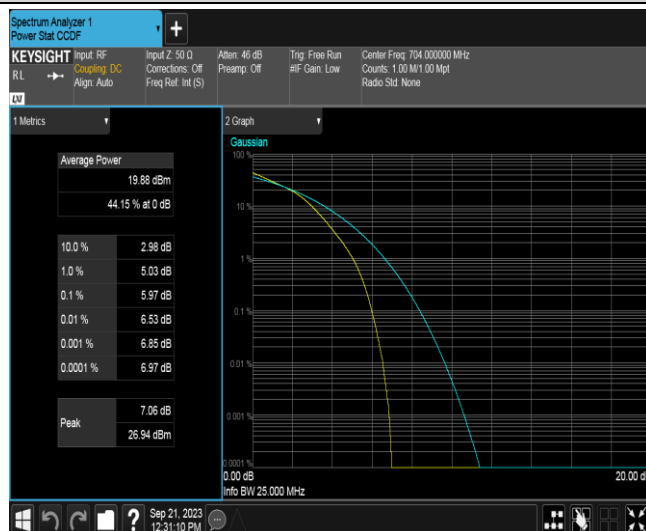 Spectrum Analyzer 1
Power Stat CCDF
KEYSIGHT
RL
LXI
Input: RF
Coupling: DC
Align: Auto
Input Z: 50 Ω
Corrections: Off
Freq Ref: Int (S)
Atten: 46 dB
Preamp: Off
Trig: Free Run
#IF Gain: Low
Center Freq: 704.000000 MHz
Counts: 1.00 M/1.00 Mpt
Radio Std: None
1 Metrics
Average Power
19.88 dBm
44.15 % at 0 dB
10.0 % 2.98 dB
1.0 % 5.03 dB
0.1 % 5.97 dB
0.01 % 6.53 dB
0.001 % 6.85 dB
0.0001 % 6.97 dB
Peak
7.06 dB
26.94 dBm
2 Graph
Gaussian
100 %
10 %
1 %
0.1 %
0.01 %
0.001 %
0.0001 %
0.00 dB
20.00 d
Info BW 25.000 MHz
?
Sep 21, 2023
12:31:10 PM